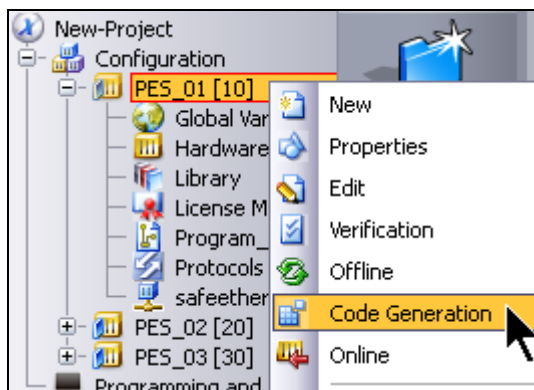 New-Project
Configuration
PES_01 [10]
Global Var
Hardware
Library
License M
Program_
Protocols
safeether
PES_02 [20]
PES_03 [30]
Programming and
New
Properties
Edit
Verification
Offline
Code Generation
Online